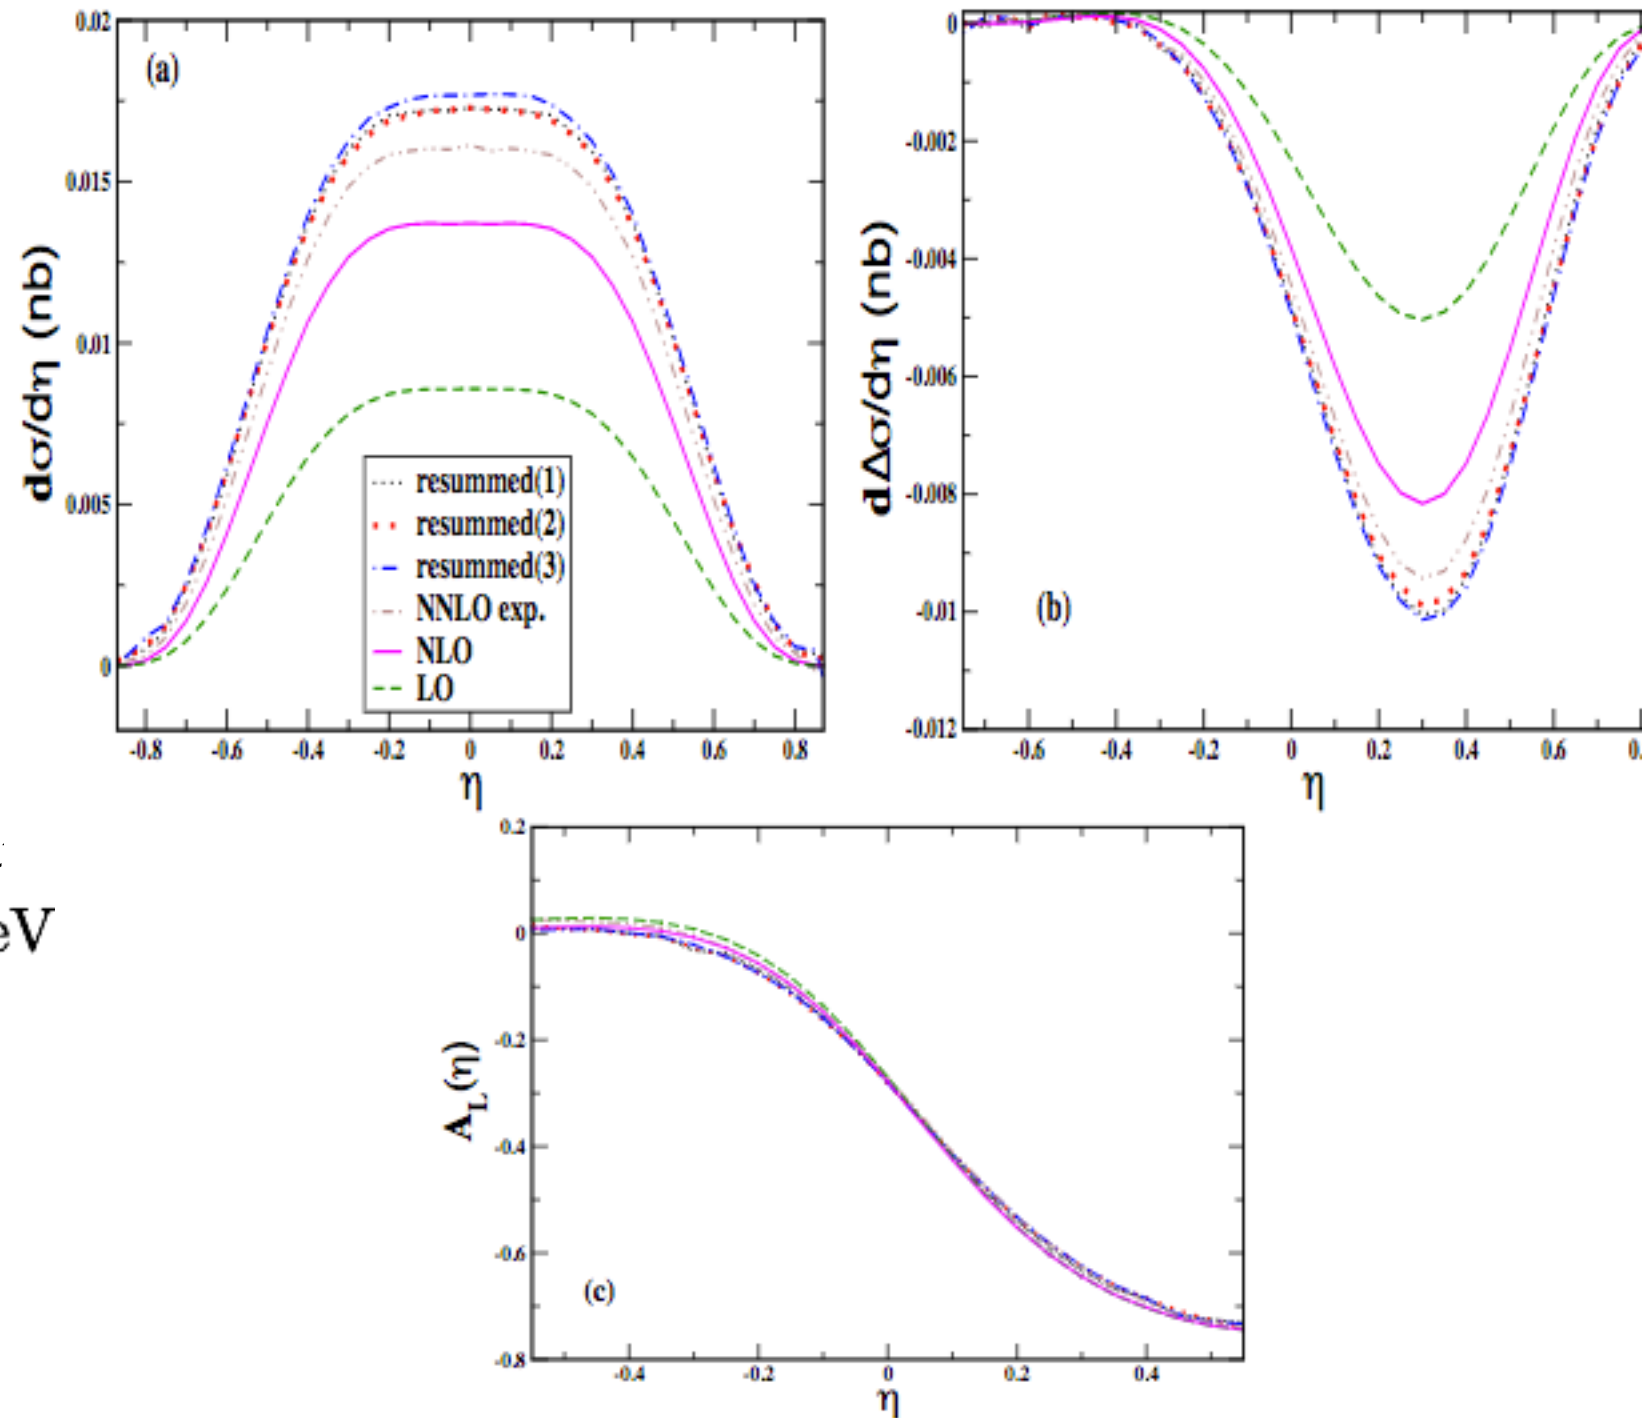 0.02
0.015
0.01
0.005
0
(a)
dσ/dη (nb)
resummed(1)
resummed(2)
resummed(3)
NNLO exp.
NLO
LO
-0.8 -0.6 -0.4 -0.2 0 0.2 0.4 0.6 0.8
η
0
-0.002
-0.004
-0.006
-0.008
-0.01
-0.012
dΔσ/dη (nb)
(b)
-0.6 -0.4 -0.2 0 0.2 0.4 0.6
η
eV
0.2
0
-0.2
-0.4
-0.6
-0.8
A_L(η)
(c)
-0.4 -0.2 0 0.2 0.4
η